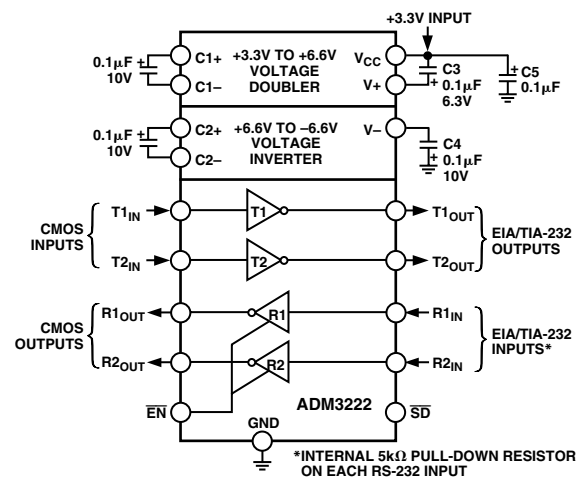 +3.3V INPUT
0.1µF
10V
+
C1+
C1–
+3.3V TO +6.6V
VOLTAGE
DOUBLER
VCC
V+
C3
+ 0.1µF
6.3V
+ C5
0.1µF
0.1µF
10V
+
C2+
C2–
+6.6V TO –6.6V
VOLTAGE
INVERTER
V–
C4
+ 0.1µF
10V
CMOS
INPUTS
T1IN
T2IN
T1
T2
T1OUT
T2OUT
EIA/TIA-232
OUTPUTS
CMOS
OUTPUTS
R1OUT
R2OUT
R1
R2
R1IN
R2IN
EIA/TIA-232
INPUTS*
EN
GND
ADM3222
SD
*INTERNAL 5kΩ PULL-DOWN RESISTOR
ON EACH RS-232 INPUT